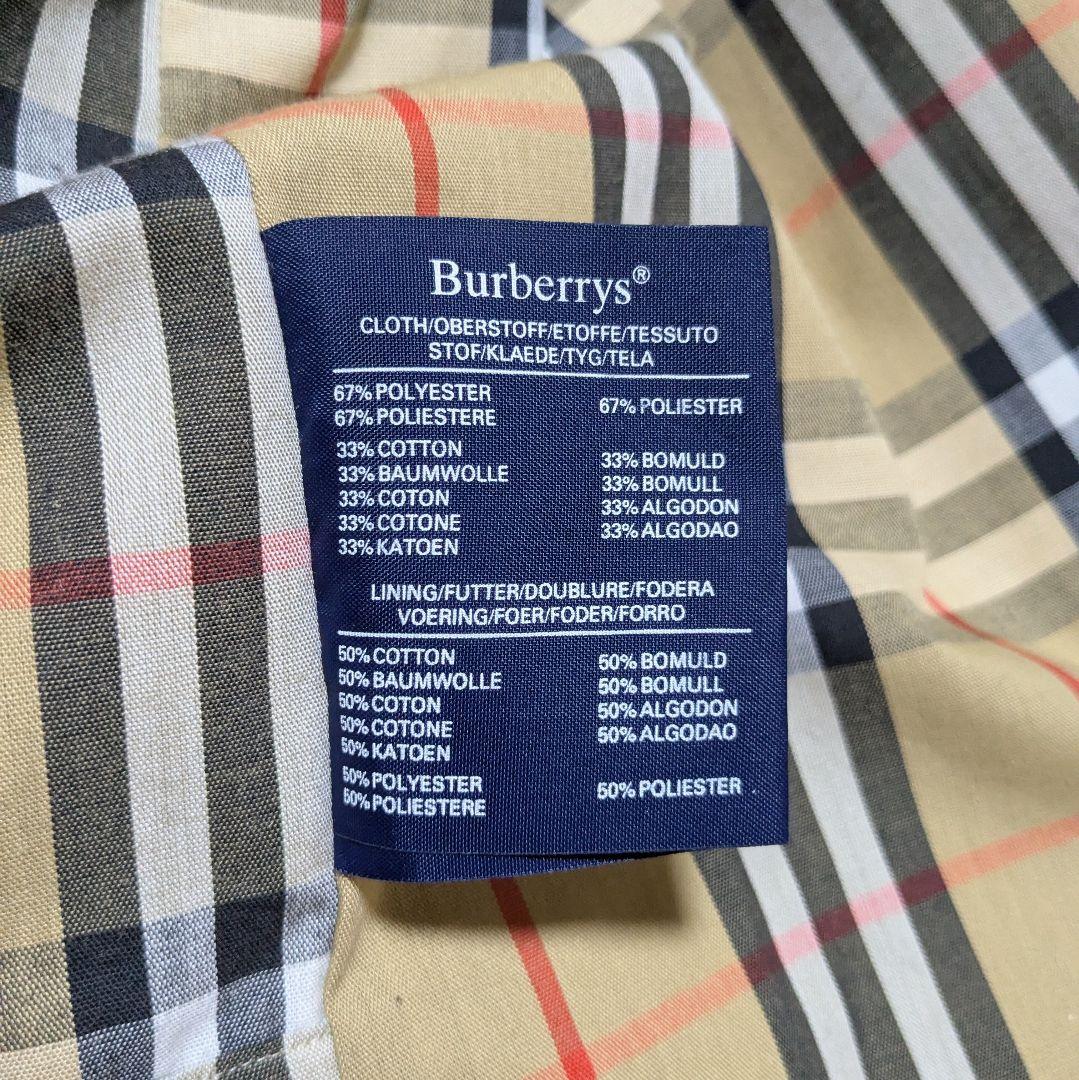 Burberrys®
CLOTH/OBERSTOFF/ETOFFE/TESSUTO
STOF/KLAEDE/TYG/TELA
67% POLYESTER
67% POLIESTERE
67% POLIESTER
33% COTTON
33% BAUMWOLLE
33% COTON
33% COTONE
33% KATOEN
33% BOMULD
33% BOMULL
33% ALGODON
33% ALGODAO
LINING/FUTTER/DOUBLURE/FODERA
VOERING/FOER/FODER/FORRO
50% COTTON
50% BAUMWOLLE
50% COTON
50% COTONE
50% KATOEN
50% BOMULD
50% BOMULL
50% ALGODON
50% ALGODAO
50% POLYESTER
50% POLIESTERE
50% POLIESTER